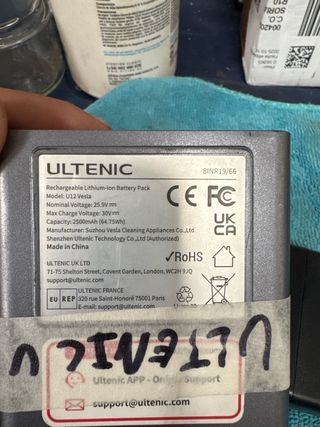 ULTENIC
8INR19/66
Rechargeable Lithium-ion Battery Pack
Model: U12 Vesla
Nominal Voltage: 25.9V⎓
Max Charge Voltage: 30V⎓
Capacity: 2500mAh (64.75Wh)
Manufacturer: Suzhou Vesla Cleaning Appliances Co.,Ltd
Shenzhen Ultenic Technology Co.,Ltd (Authorized)
Made in China
CE FC
UK
CA
✓RoHS
ULTENIC UK LTD
71-75 Shelton Street, Covent Garden, London, WC2H 9JQ
support@ultenic.com
EU REP
ULTENIC FRANCE
320 rue Saint-Honoré 75001 Paris
E-mail: support@ultenic.com
ULTENIC U
Ultenic APP - Online Support
support@ultenic.com